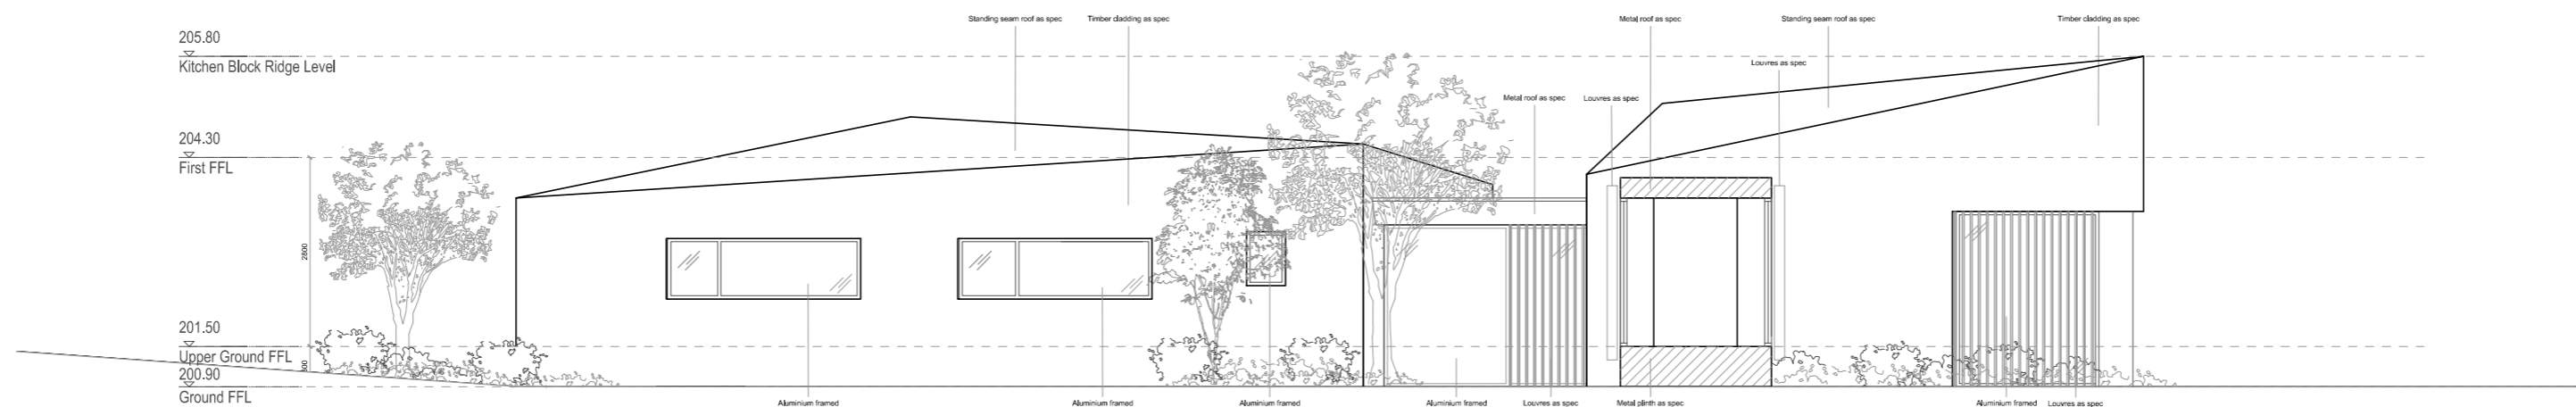 Standing seam roof as spec
Timber cladding as spec
Metal roof as spec
Standing seam roof as spec
Timber cladding as spec
205.80
Kitchen Block Ridge Level
Louvres as spec
Metal roof as spec
Louvres as spec
204.30
First FFL
2800
201.50
Upper Ground FFL
200.90
Ground FFL
Aluminium framed
Aluminium framed
Aluminium framed
Aluminium framed
Louvres as spec
Metal plinth as spec
Aluminium framed
Louvres as spec